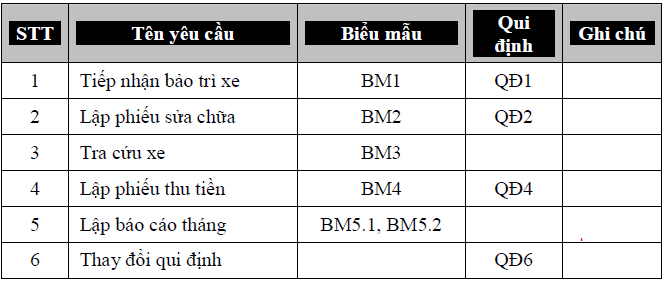 STT Tên yêu cầu Biểu mẫu Qui định Ghi chú
1 Tiếp nhận bảo trì xe BM1 QĐ1
2 Lập phiếu sửa chữa BM2 QĐ2
3 Tra cứu xe BM3
4 Lập phiếu thu tiền BM4 QĐ4
5 Lập báo cáo tháng BM5.1, BM5.2
6 Thay đổi qui định QĐ6